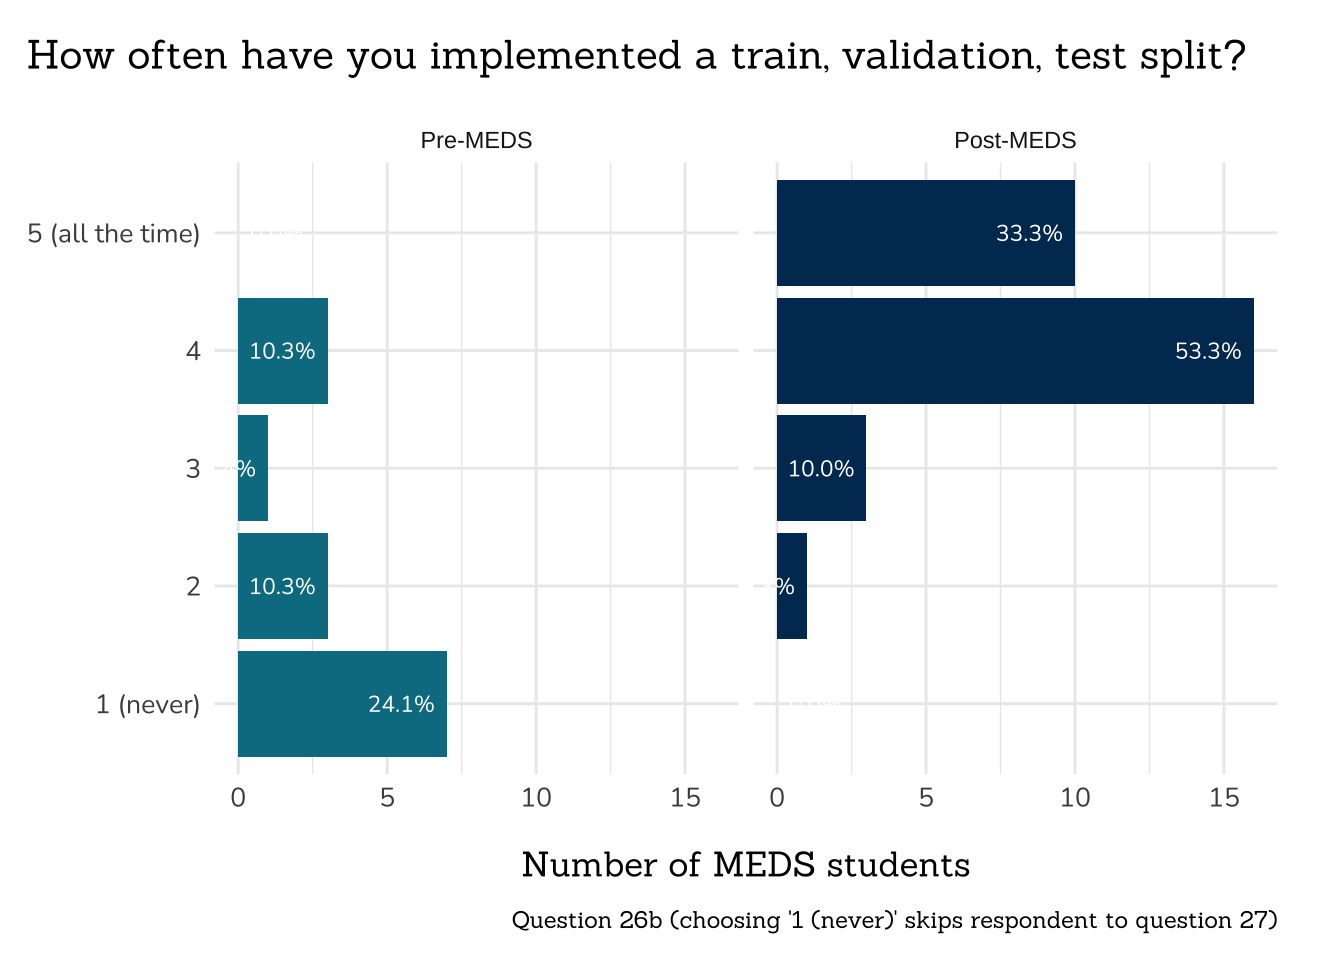 How often have you implemented a train, validation, test split?
Pre-MEDS
Post-MEDS
5 (all the time)
33.3%
4
10.3%
53.3%
3
%
10.0%
2
10.3%
%
1 (never)
24.1%
0
5
10
15
0
5
10
15
Number of MEDS students
Question 26b (choosing '1 (never)' skips respondent to question 27)